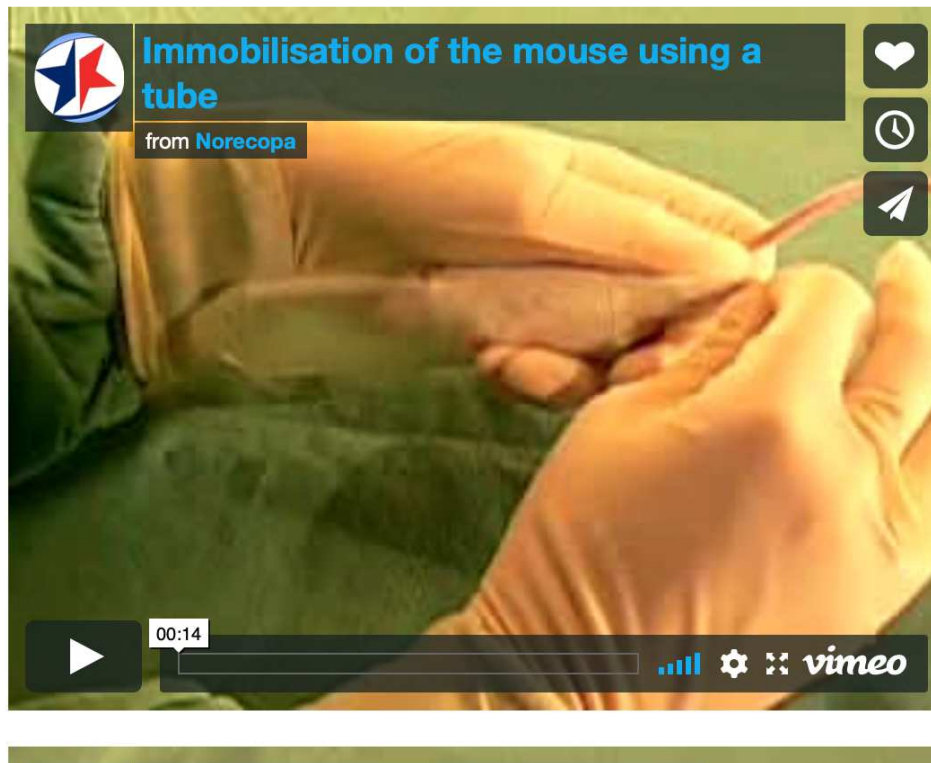 Immobilisation of the mouse using a
tube
from Norecopa
00:14
vimeo